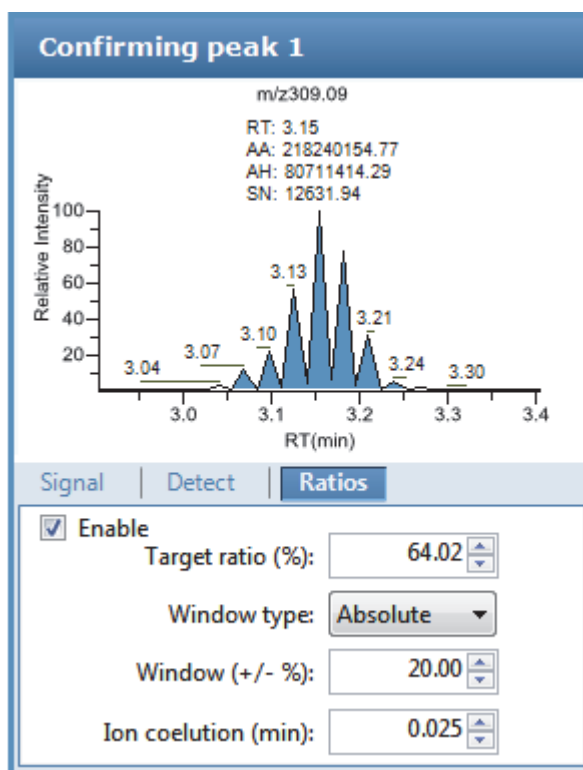 Confirming peak 1
m/z309.09
RT: 3.15
AA: 218240154.77
AH: 80711414.29
SN: 12631.94
Relative Intensity
100
80
60
40
20
3.04
3.07
3.10
3.13
3.21
3.24
3.30
3.0 3.1 3.2 3.3 3.4
RT(min)
Signal Detect Ratios
Enable
Target ratio (%): 64.02
Window type: Absolute
Window (+/- %): 20.00
Ion coelution (min): 0.025